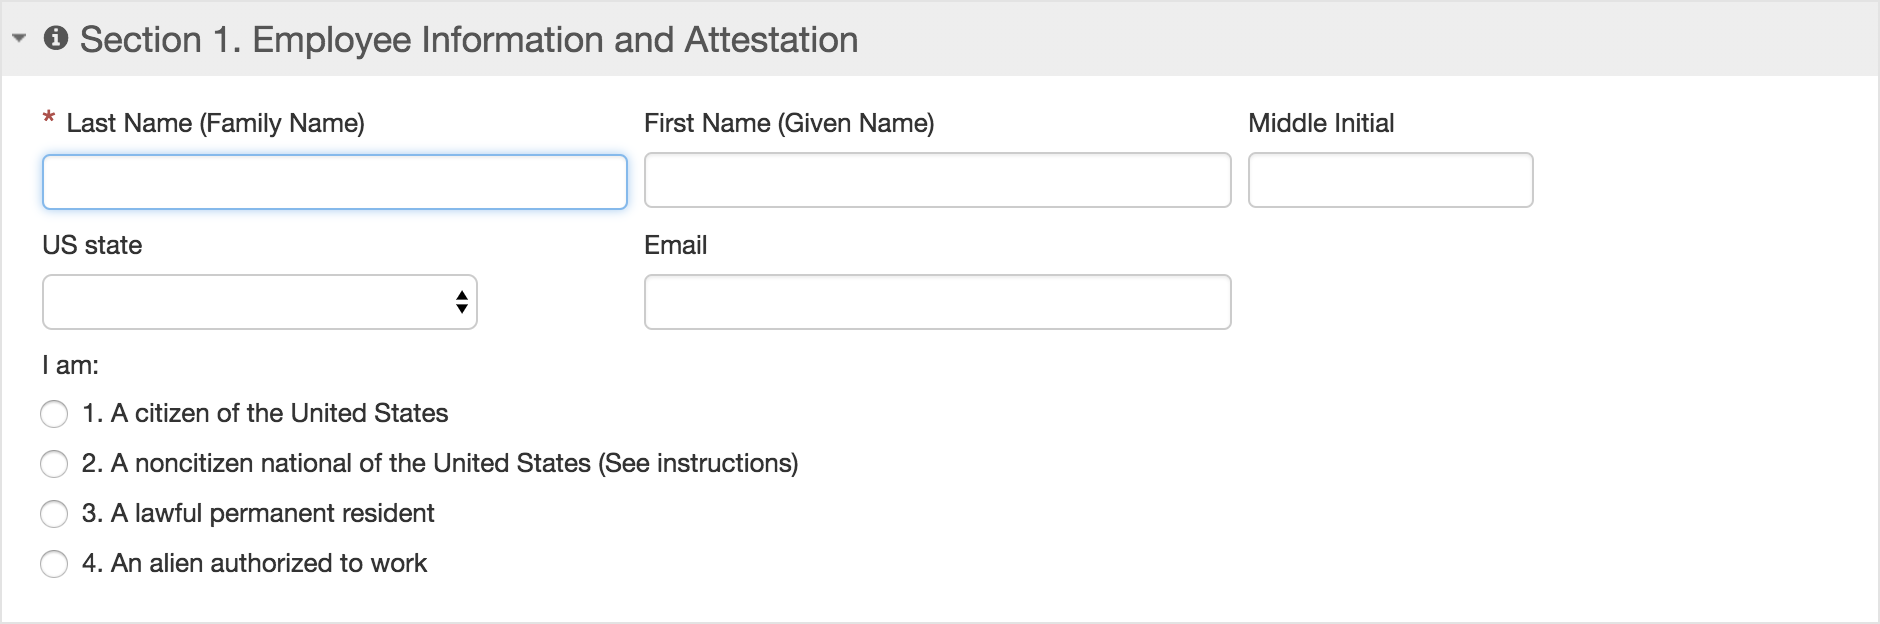 Section 1. Employee Information and Attestation
* Last Name (Family Name) First Name (Given Name) Middle Initial
US state Email
I am:
1. A citizen of the United States
2. A noncitizen national of the United States (See instructions)
3. A lawful permanent resident
4. An alien authorized to work